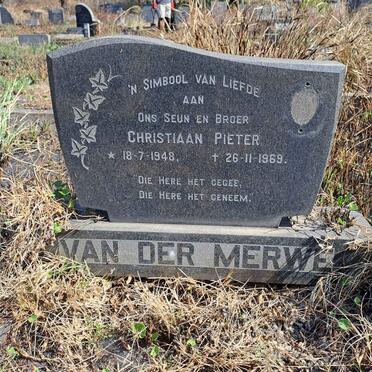 'N SIMBOOL VAN LIEFDE
AAN
ONS SEUN EN BROER
CHRISTIAAN PIETER
* 18-7-1948, † 26-11-1969.
DIE HERE HET GEGEE,
DIE HERE HET GENEEM.
VAN DER MERWE